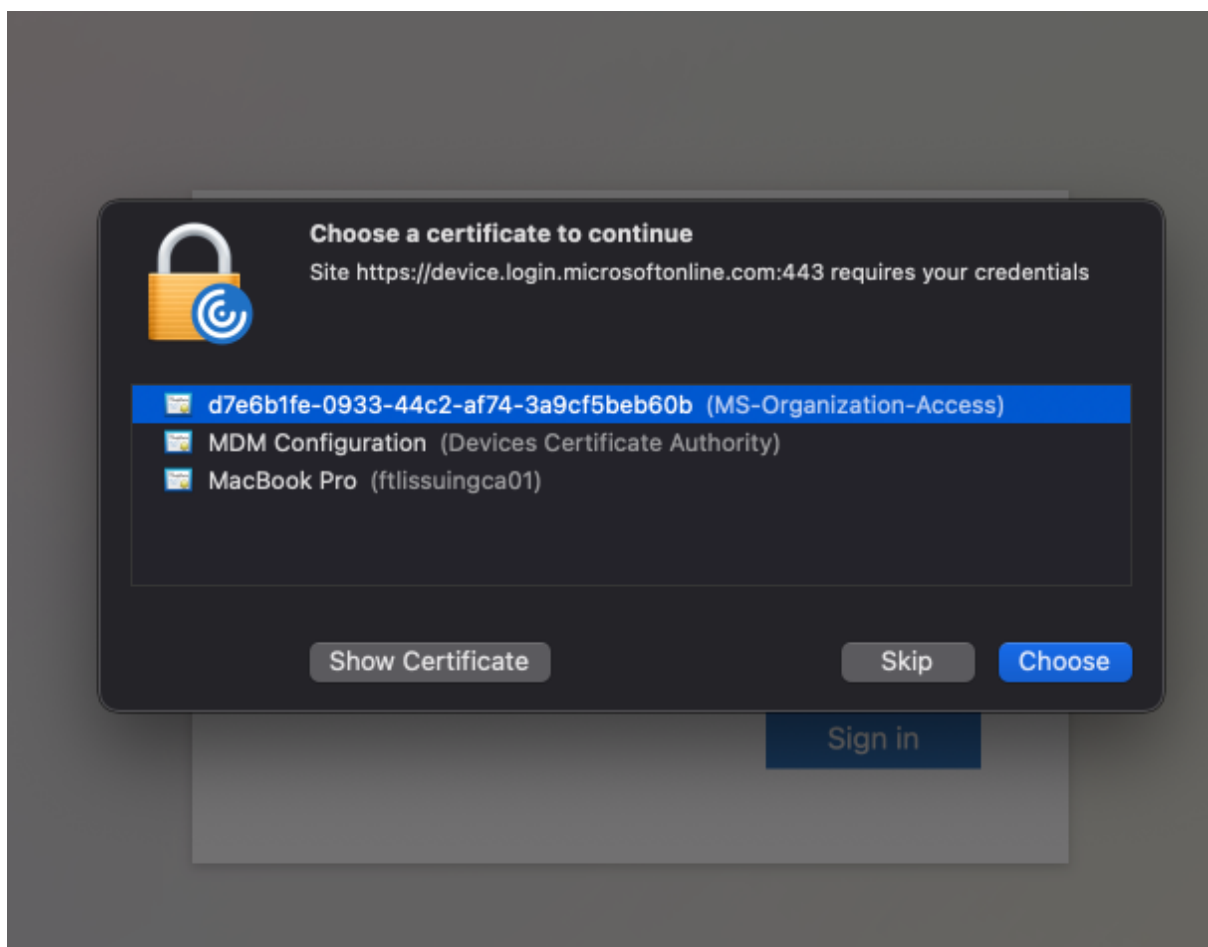 Choose a certificate to continue
Site https://device.login.microsoftonline.com:443 requires your credentials
d7e6b1fe-0933-44c2-af74-3a9cf5beb60b (MS-Organization-Access)
MDM Configuration (Devices Certificate Authority)
MacBook Pro (ftlissuingca01)
Show Certificate Skip Choose
Sign in